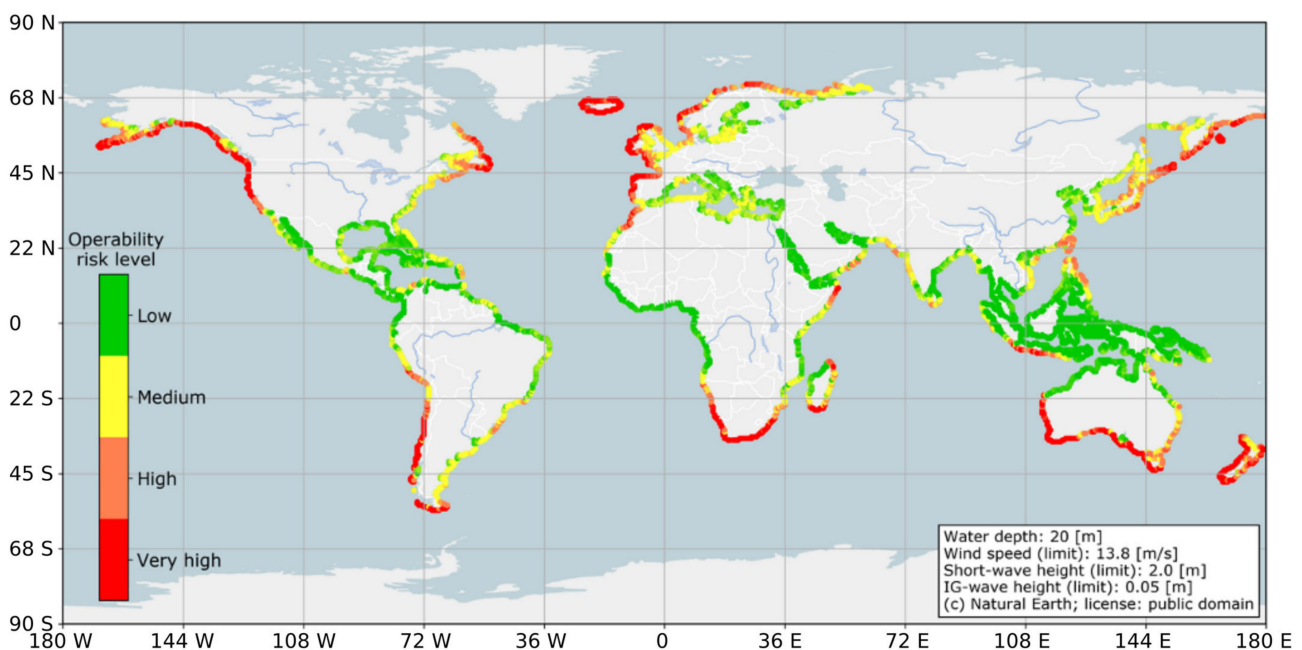 90 N
68 N
45 N
22 N
0
22 S
45 S
68 S
90 S
Operability
risk level
Low
Medium
High
Very high
Water depth: 20 [m]
Wind speed (limit): 13.8 [m/s]
Short-wave height (limit): 2.0 [m]
IG-wave height (limit): 0.05 [m]
(c) Natural Earth; license: public domain
180 W 144 W 108 W 72 W 36 W 0 36 E 72 E 108 E 144 E 180 E